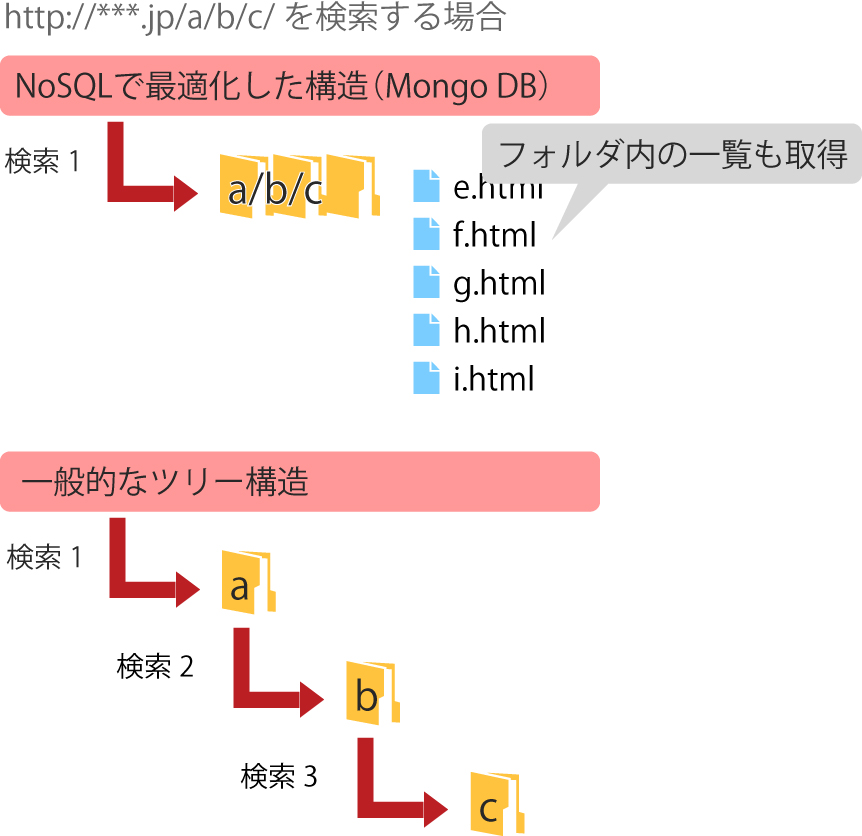 http://***.jp/a/b/c/ を検索する場合
NoSQLで最適化した構造（Mongo DB）
検索 1
a/b/c
フォルダ内の一覧も取得
e.html
f.html
g.html
h.html
i.html
一般的なツリー構造
検索 1
a
検索 2
b
検索 3
c